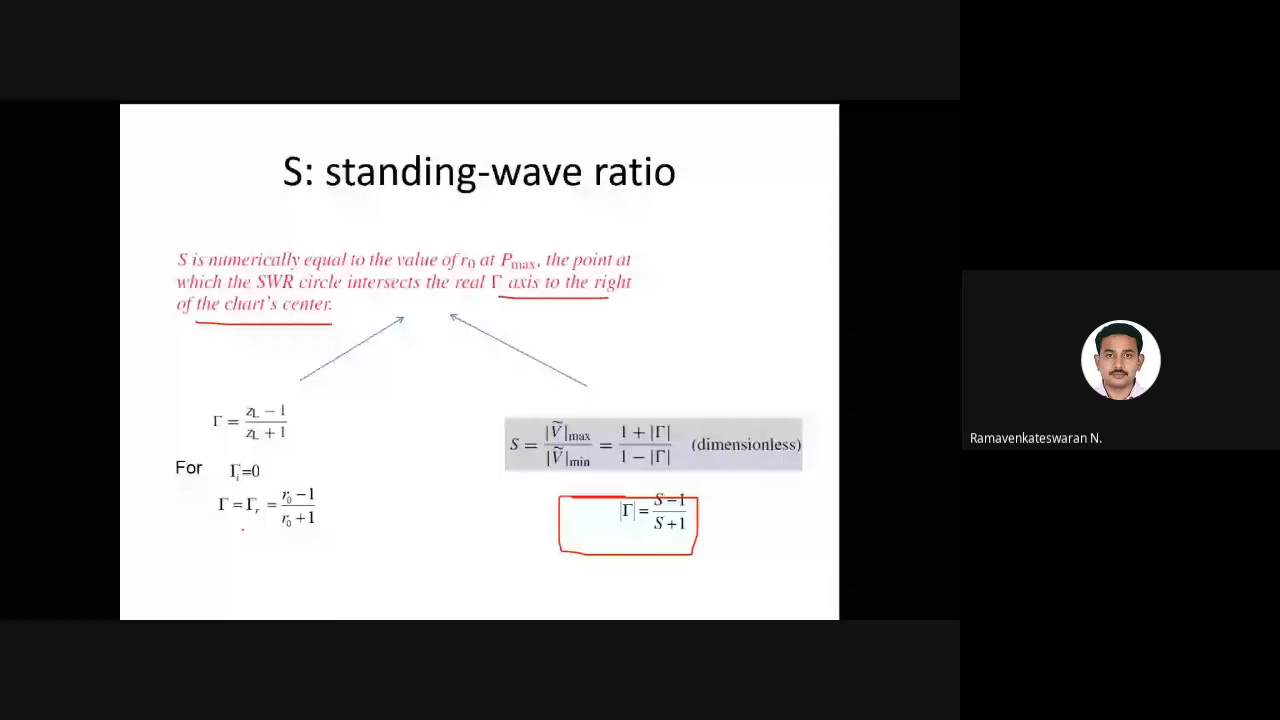 S: standing-wave ratio
S is numerically equal to the value of r₀ at Pmax, the point at
which the SWR circle intersects the real Γ axis to the right
of the chart's center.
Γ = (zL − 1)/(zL + 1)
For Γᵢ=0
Γ = Γᵣ = (r₀ − 1)/(r₀ + 1)
S = |Ṽ|max/|Ṽ|min = (1 + |Γ|)/(1 − |Γ|) (dimensionless)
|Γ| = (S − 1)/(S + 1)
Ramavenkateswaran N.